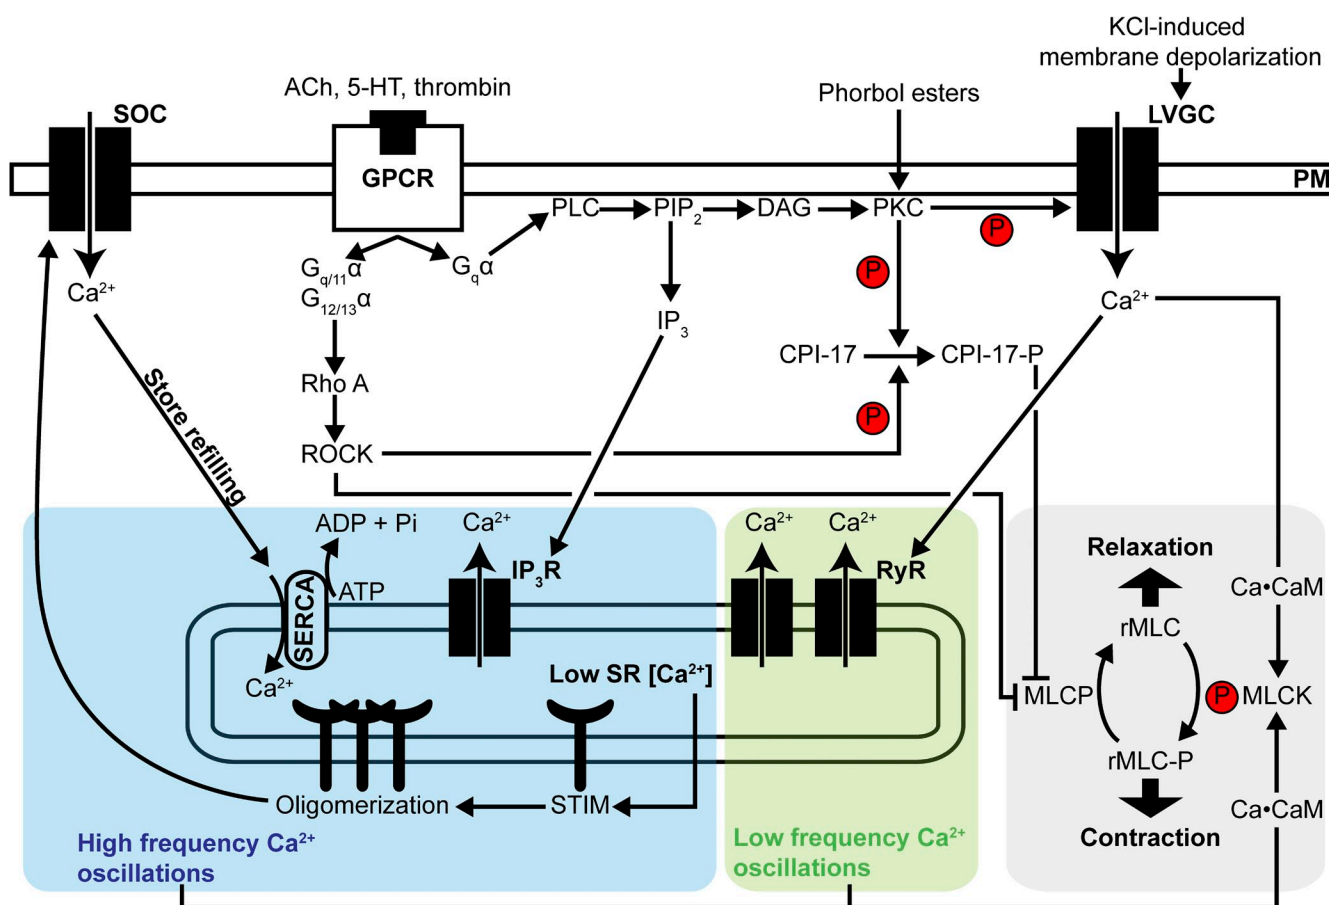 KCl-induced
membrane depolarization
ACh, 5-HT, thrombin
Phorbol esters
SOC
LVGC
GPCR
PM
PLC
PIP₂
DAG
PKC
P
Gq/11α
G12/13α
Gqα
P
Ca²⁺
Ca²⁺
IP₃
CPI-17
CPI-17-P
Rho A
Store refilling
P
ROCK
ADP + Pi
Ca²⁺
Ca²⁺
Ca²⁺
Relaxation
IP₃R
RyR
ATP
SERCA
Ca•CaM
rMLC
Ca²⁺
Low SR [Ca²⁺]
MLCP
P
MLCK
rMLC-P
Oligomerization
STIM
Ca•CaM
High frequency Ca²⁺
oscillations
Low frequency Ca²⁺
oscillations
Contraction